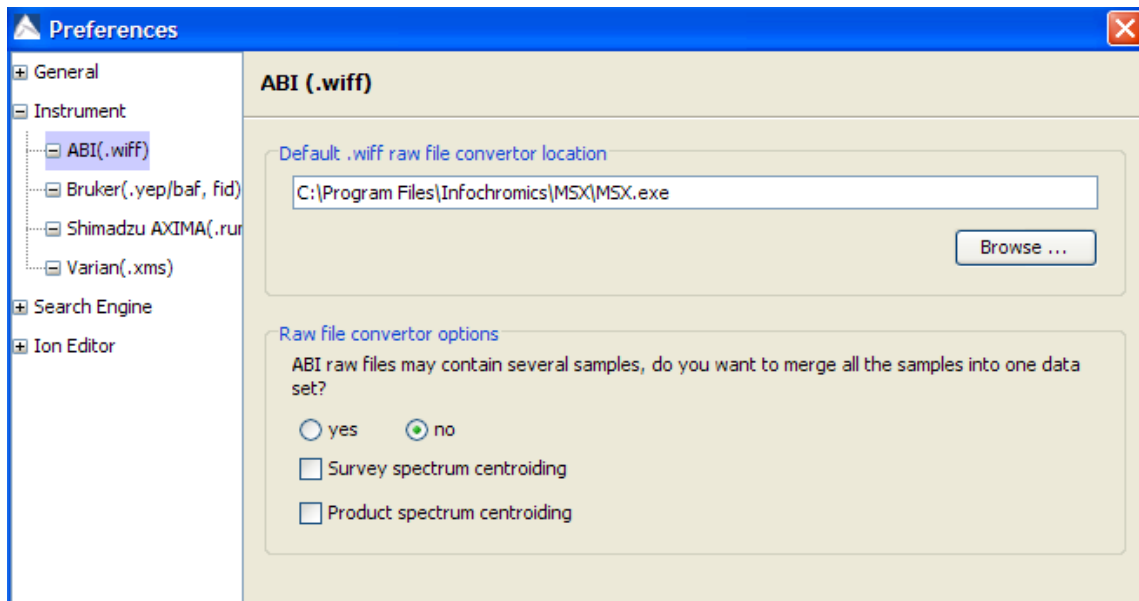 Preferences
General
Instrument
ABI(.wiff)
Bruker(.yep/baf, fid)
Shimadzu AXIMA(.rur
Varian(.xms)
Search Engine
Ion Editor
ABI (.wiff)
Default .wiff raw file convertor location
C:\Program Files\Infochromics\MSX\MSX.exe
Browse ...
Raw file convertor options
ABI raw files may contain several samples, do you want to merge all the samples into one data
set?
yes no
Survey spectrum centroiding
Product spectrum centroiding